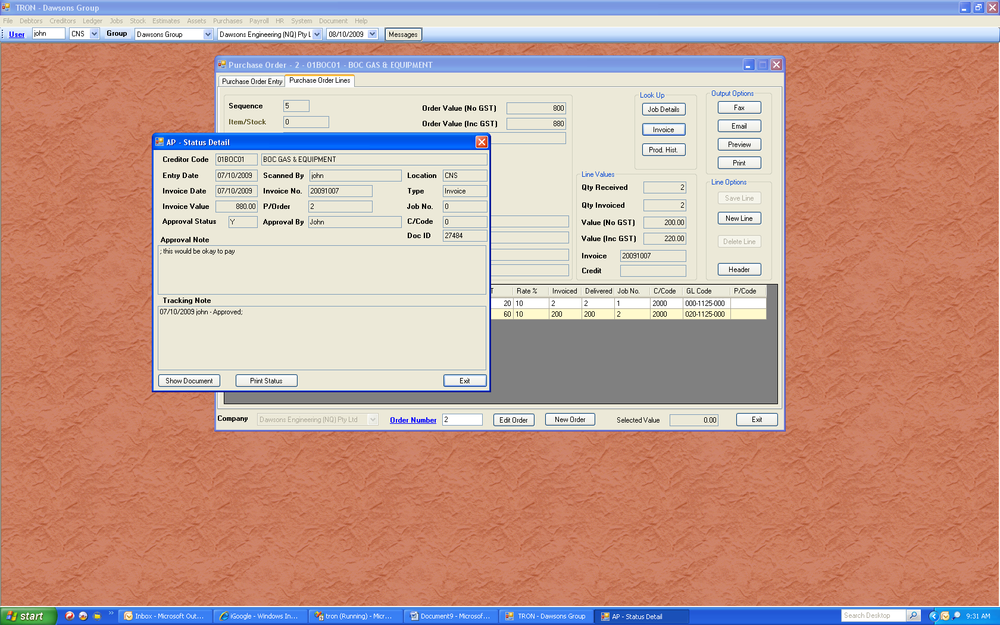 TRON - Dawsons Group
File Debtors Creditors Ledger Jobs Stock Estimates Assets Purchases Payroll HR System Document Help
User john CNS Group Dawsons Group Dawsons Engineering (NQ) Pty L 08/10/2009 Messages
Purchase Order - 2 - 01BOC01 - BOC GAS & EQUIPMENT
Purchase Order Entry Purchase Order Lines
Sequence 5
Item/Stock 0
Order Value (No GST) 800
Order Value (Inc GST) 880
Look Up
Job Details
Invoice
Prod. Hist.
Output Options
Fax
Email
Preview
Print
Line Values
Qty Received 2
Qty Invoiced 2
Value (No GST) 200.00
Value (Inc GST) 220.00
Invoice 20091007
Credit
Line Options
Save Line
New Line
Delete Line
Header
AP - Status Detail
Creditor Code 01BOC01 BOC GAS & EQUIPMENT
Entry Date 07/10/2009 Scanned By john Location CNS
Invoice Date 07/10/2009 Invoice No. 20091007 Type Invoice
Invoice Value 880.00 P/Order 2 Job No. 0
Approval Status Y Approval By John C/Code 0
Doc ID 27484
Approval Note
; this would be okay to pay
Tracking Note
07/10/2009 john - Approved;
Show Document Print Status Exit
T Rate % Invoiced Delivered Job No. C/Code GL Code P/Code
20 10 2 2 1 2000 000-1125-000
60 10 200 200 2 2000 020-1125-000
Company Dawsons Engineering (NQ) Pty Ltd Order Number 2 Edit Order New Order Selected Value 0.00 Exit
start Inbox - Microsoft Out... iGoogle - Windows In... tron (Running) - Micr... Document9 - Microsof... TRON - Dawsons Group AP - Status Detail Search Desktop 9:31 AM